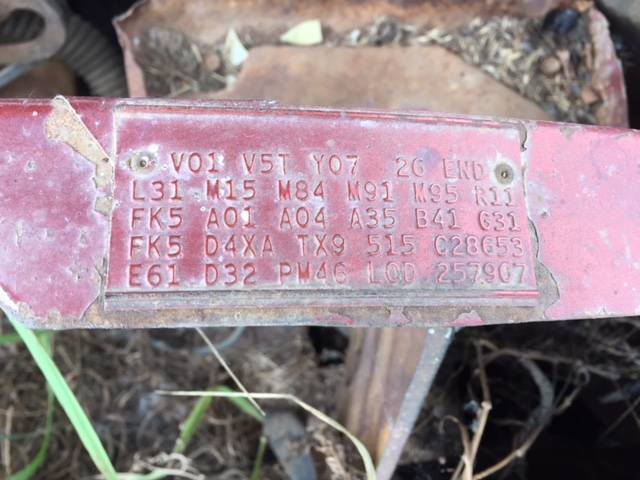 V01 V5T Y07 26 END
L31 M15 M84 M91 M95 R11
FK5 A01 A04 A35 B41 G31
FK5 D4XA TX9 515 C28653
E61 D32 PM46 L0D 257907